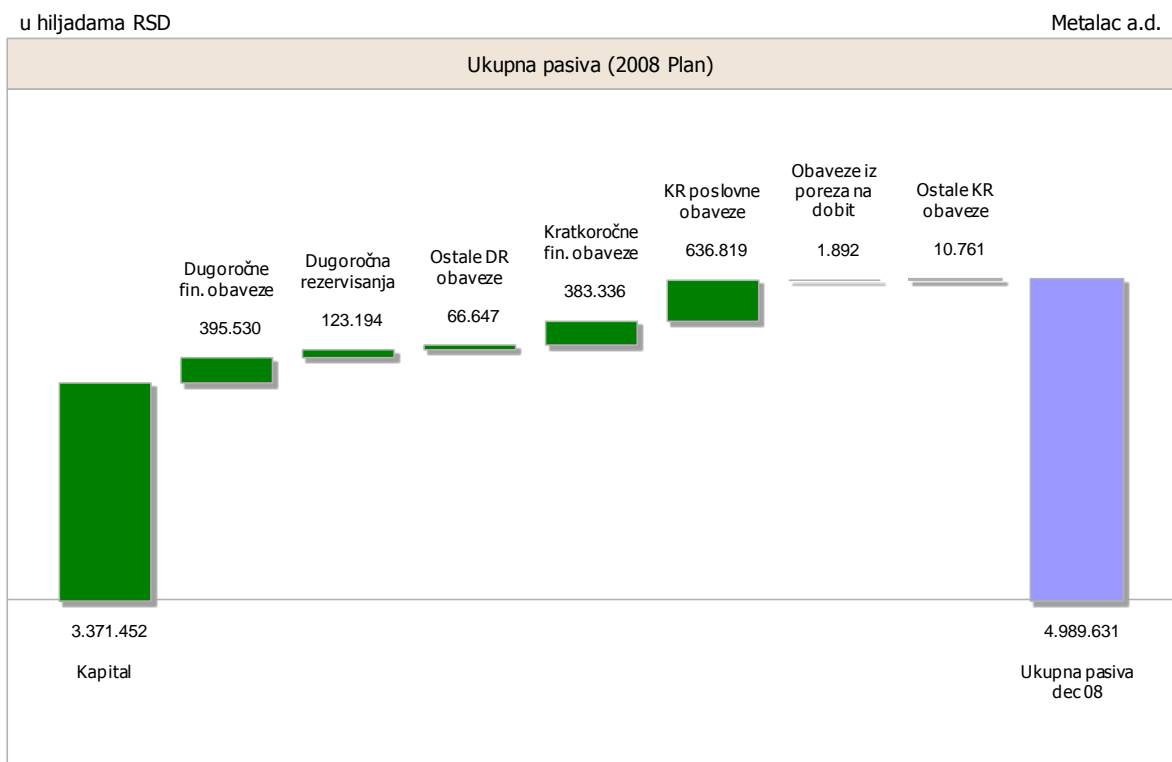 u hiljadama RSD
Metalac a.d.
Ukupna pasiva (2008 Plan)
Dugoročne
fin. obaveze
395.530
Dugoročna
rezervisanja
123.194
Ostale DR
obaveze
66.647
Kratkoročne
fin. obaveze
383.336
KR poslovne
obaveze
636.819
Obaveze iz
poreza na
dobit
1.892
Ostale KR
obaveze
10.761
3.371.452
Kapital
4.989.631
Ukupna pasiva
dec 08